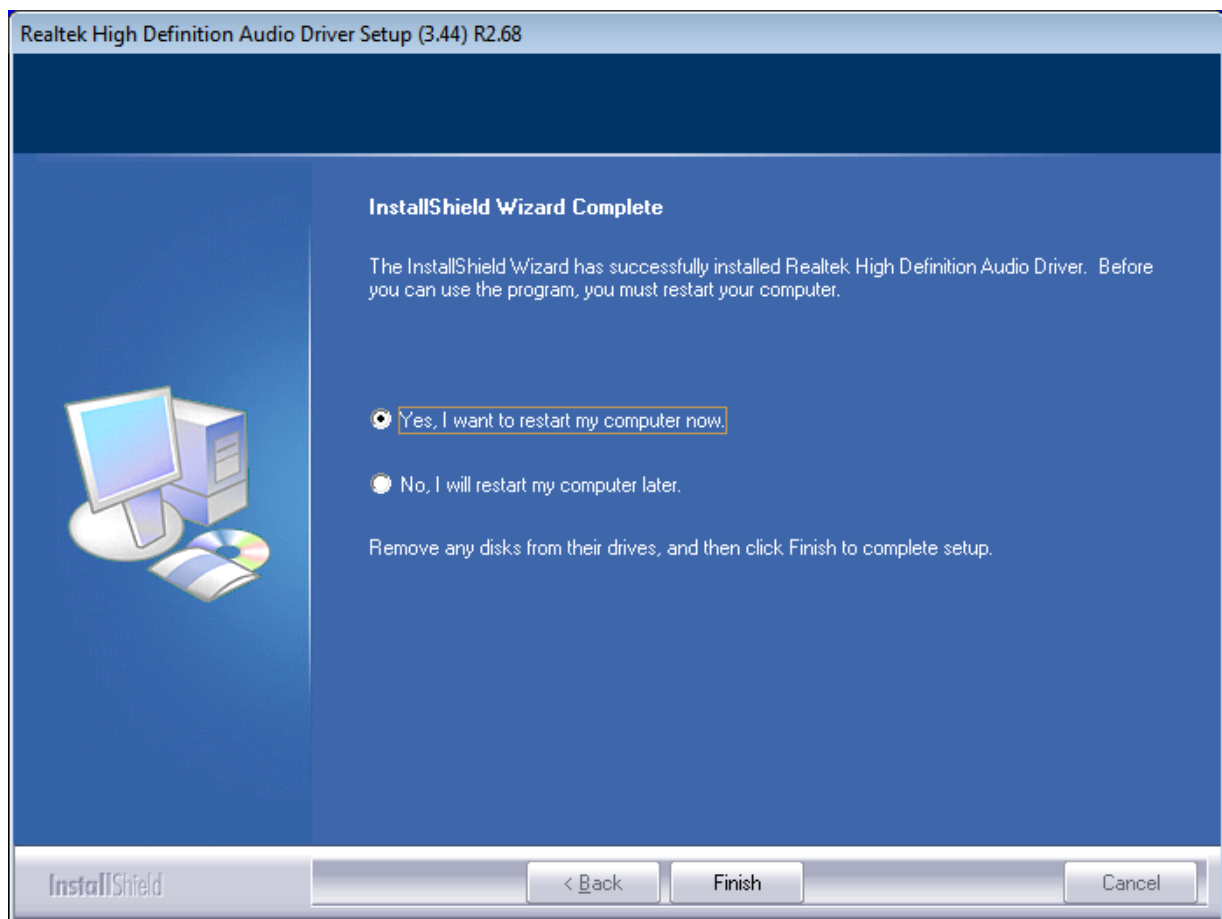 Realtek High Definition Audio Driver Setup (3.44) R2.68
InstallShield Wizard Complete
The InstallShield Wizard has successfully installed Realtek High Definition Audio Driver.  Before
you can use the program, you must restart your computer.
Yes, I want to restart my computer now.
No, I will restart my computer later.
Remove any disks from their drives, and then click Finish to complete setup.
InstallShield
< Back
Finish
Cancel